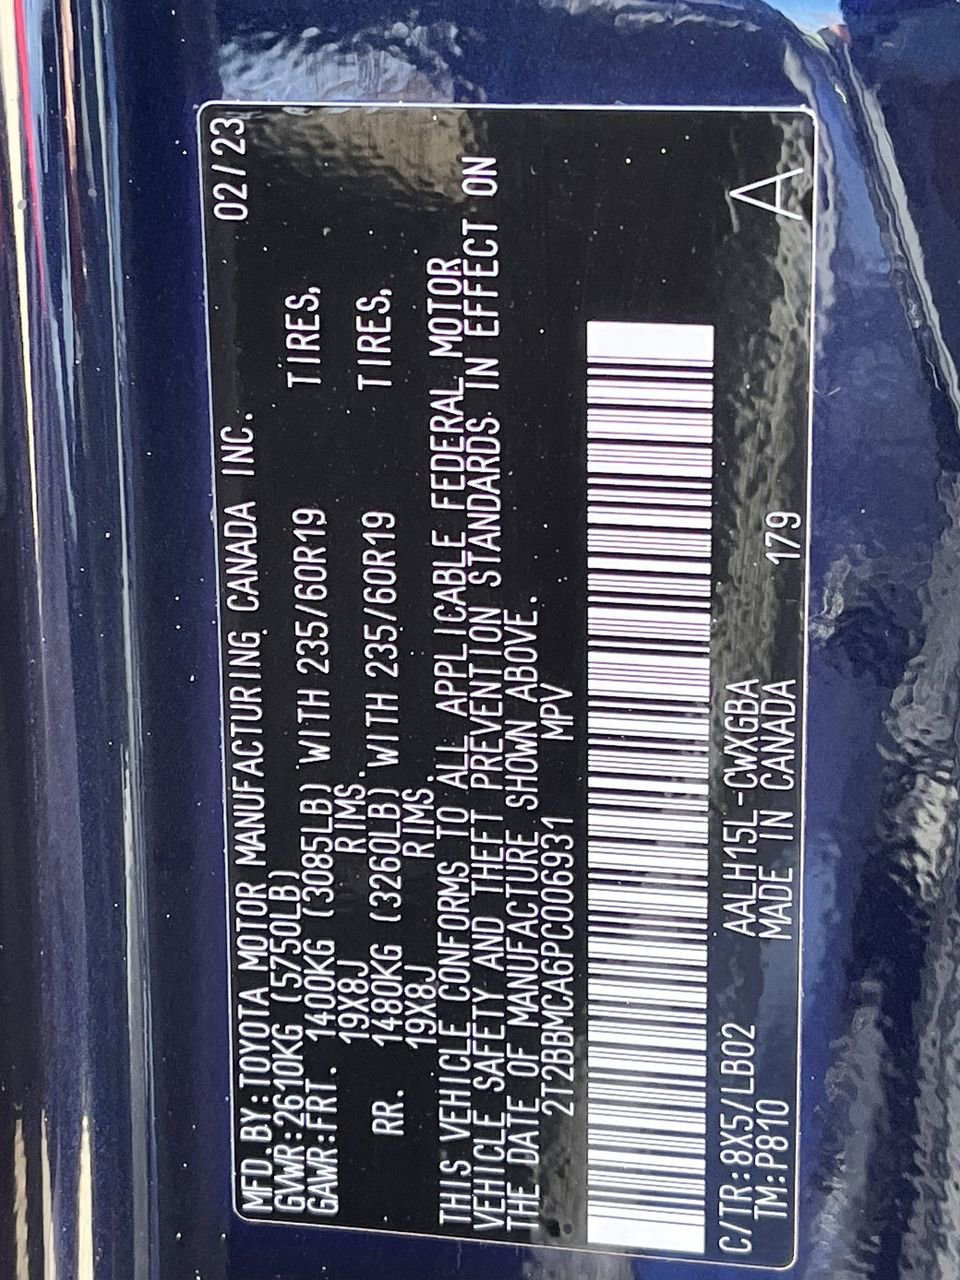 MFD.BY:TOYOTA MOTOR MANUFACTURING CANADA INC. 02/23
GVWR:2610KG (5750LB)
GAWR:FRT. 1400KG (3085LB) WITH 235/60R19 TIRES,
19X8J RIMS.
RR. 1480KG (3260LB) WITH 235/60R19 TIRES,
19X8J RIMS.
THIS VEHICLE CONFORMS TO ALL APPLICABLE FEDERAL MOTOR
VEHICLE SAFETY AND THEFT PREVENTION STANDARDS IN EFFECT ON
THE DATE OF MANUFACTURE SHOWN ABOVE.
2T2BBMCA6PC006931 MPV
C/TR:8X5/LB02 AALH15L-CWXGBA
TM:P810 MADE IN CANADA 179 A